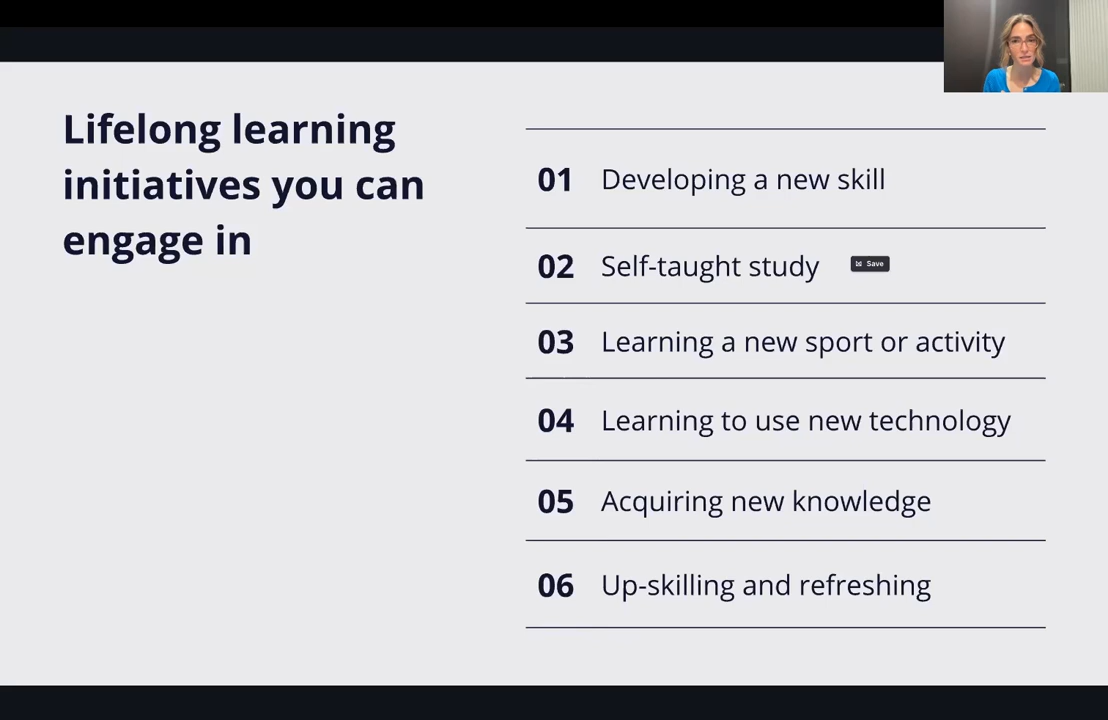 Lifelong learning
initiatives you can
engage in
01 Developing a new skill
02 Self-taught study
Save
03 Learning a new sport or activity
04 Learning to use new technology
05 Acquiring new knowledge
06 Up-skilling and refreshing